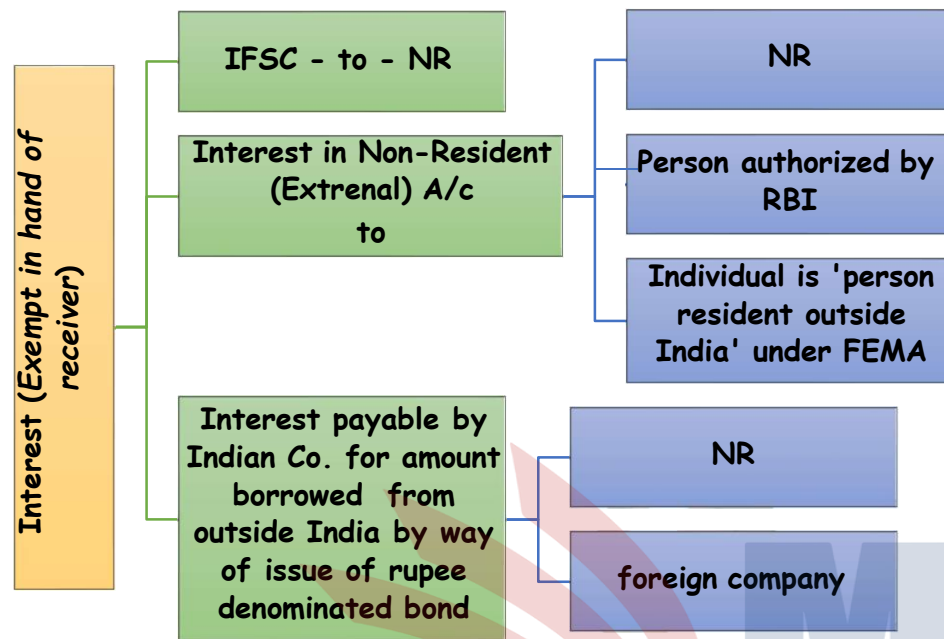 Interest (Exempt in hand of
receiver)
IFSC - to - NR
Interest in Non-Resident
(Extrenal) A/c
to
NR
Person authorized by
RBI
Individual is 'person
resident outside
India' under FEMA
Interest payable by
Indian Co. for amount
borrowed from
outside India by way
of issue of rupee
denominated bond
NR
foreign company
M